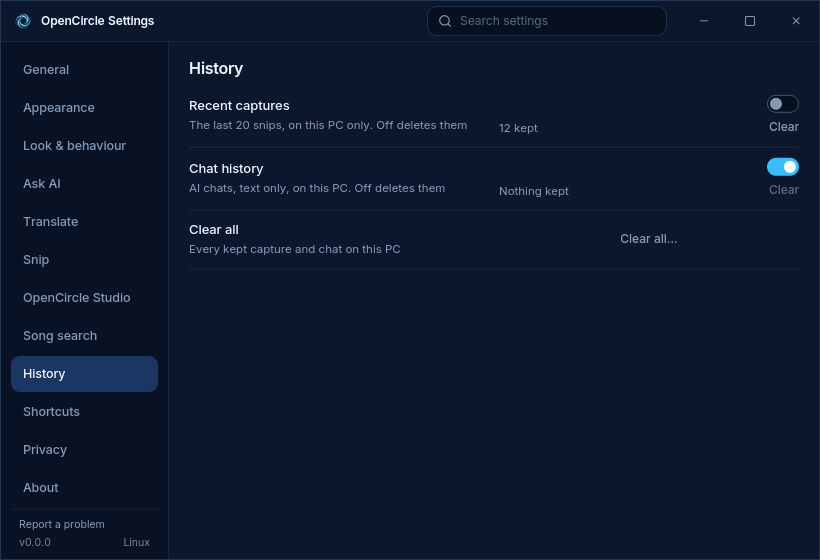 OpenCircle Settings
Search settings
General
Appearance
Look & behaviour
Ask AI
Translate
Snip
OpenCircle Studio
Song search
History
Shortcuts
Privacy
About
Report a problem
v0.0.0 Linux
History
Recent captures
The last 20 snips, on this PC only. Off deletes them
12 kept
Clear
Chat history
AI chats, text only, on this PC. Off deletes them
Nothing kept
Clear
Clear all
Every kept capture and chat on this PC
Clear all...